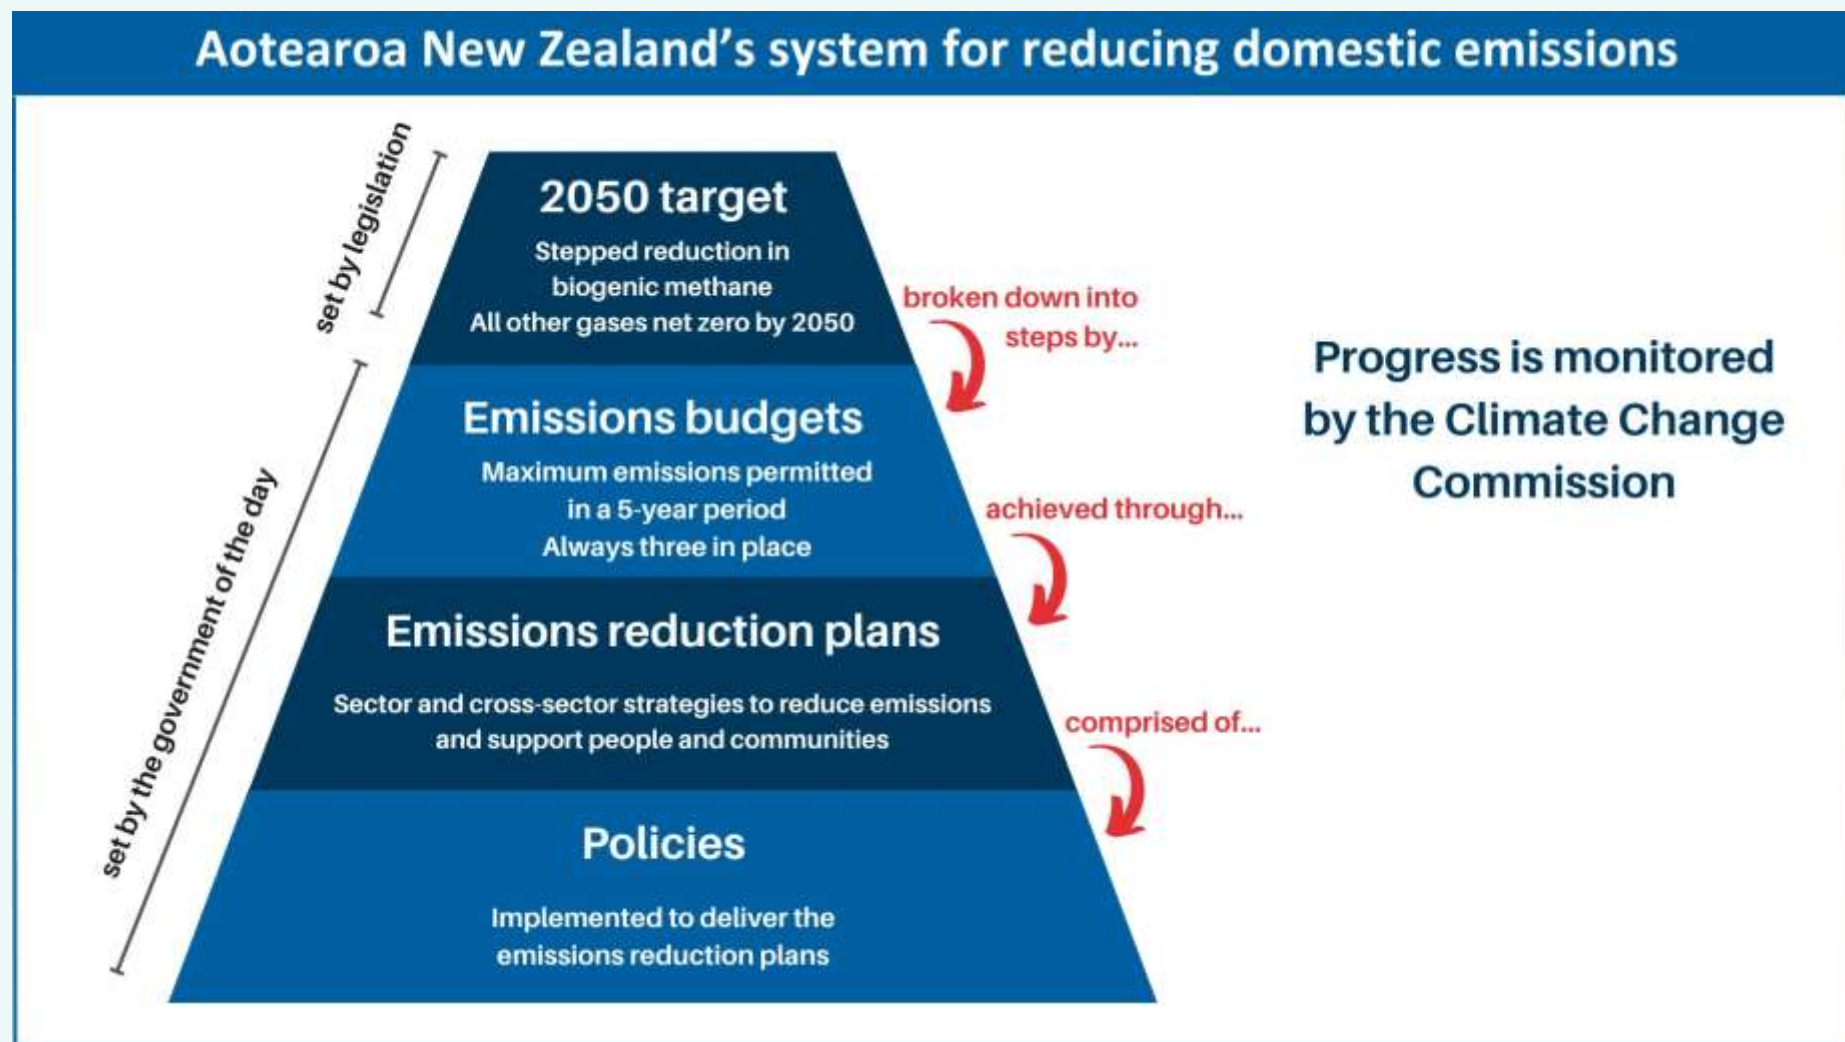 Aotearoa New Zealand’s system for reducing domestic emissions
set by legislation
2050 target
Stepped reduction in
biogenic methane
All other gases net zero by 2050
broken down into
steps by...
set by the government of the day
Emissions budgets
Maximum emissions permitted
in a 5-year period
Always three in place
achieved through...
Emissions reduction plans
Sector and cross-sector strategies to reduce emissions
and support people and communities
comprised of...
Policies
Implemented to deliver the
emissions reduction plans
Progress is monitored
by the Climate Change
Commission